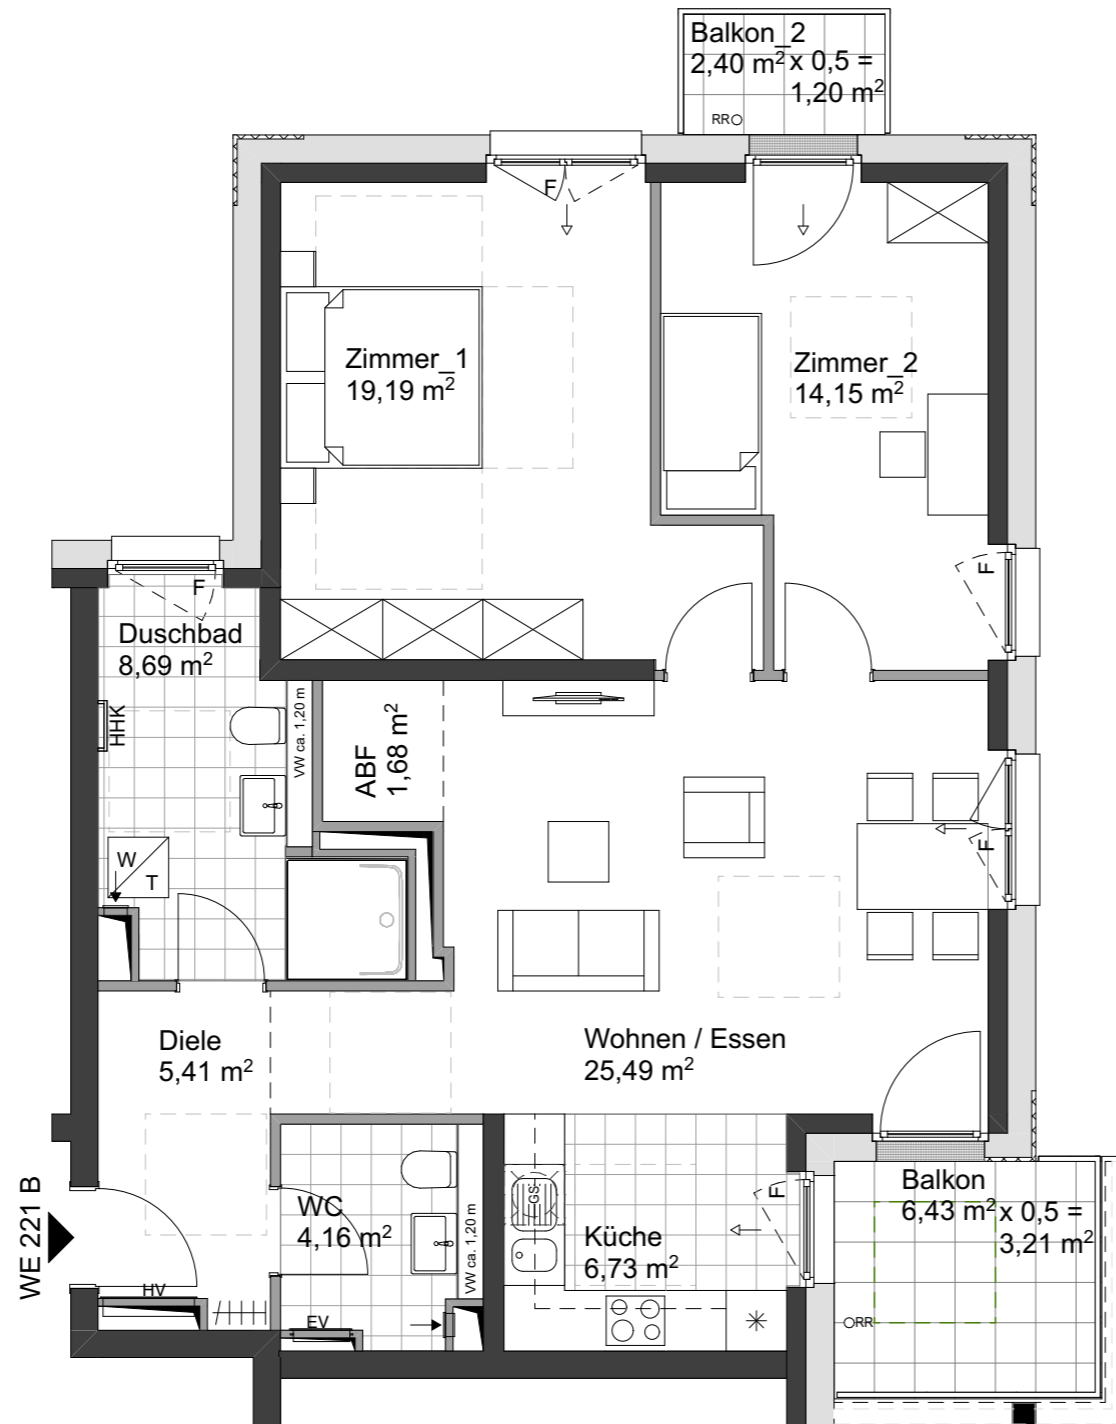 Balkon_2
2,40 m² x 0,5 =
1,20 m²
RR
F
Zimmer_1
19,19 m²
Zimmer_2
14,15 m²
F
F
Duschbad
8,69 m²
HHK
VW ca. 1,20 m
ABF
1,68 m²
W
T
F
Diele
5,41 m²
Wohnen / Essen
25,49 m²
WE 221 B
WC
4,16 m²
VW ca. 1,20 m
GS
Küche
6,73 m²
F
Balkon
6,43 m² x 0,5 =
3,21 m²
HV
EV
RR